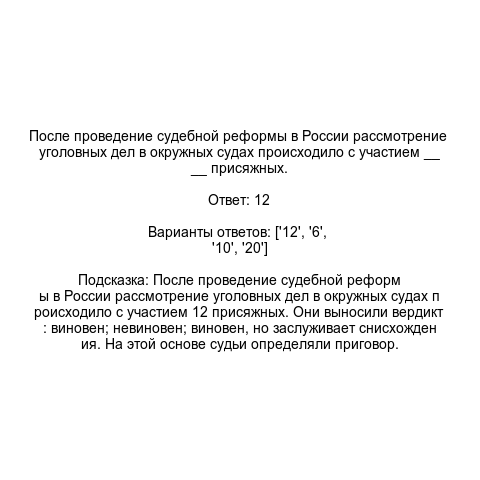 После проведение судебной реформы в России рассмотрение
уголовных дел в окружных судах происходило с участием __
__ присяжных.
Ответ: 12
Варианты ответов: ['12', '6',
'10', '20']
Подсказка: После проведение судебной реформ
ы в России рассмотрение уголовных дел в окружных судах п
роисходило с участием 12 присяжных. Они выносили вердикт
: виновен; невиновен; виновен, но заслуживает снисхожден
ия. На этой основе судьи определяли приговор.